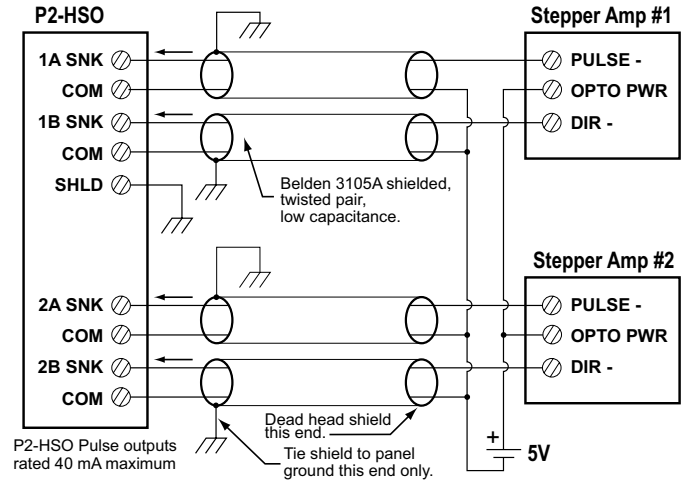 P2-HSO
Stepper Amp #1
1A SNK
COM
1B SNK
COM
SHLD
PULSE -
OPTO PWR
DIR -
Belden 3105A shielded,
twisted pair,
low capacitance.
Stepper Amp #2
2A SNK
COM
2B SNK
COM
PULSE -
OPTO PWR
DIR -
Dead head shield
this end.
Tie shield to panel
ground this end only.
+
5V
P2-HSO Pulse outputs
rated 40 mA maximum